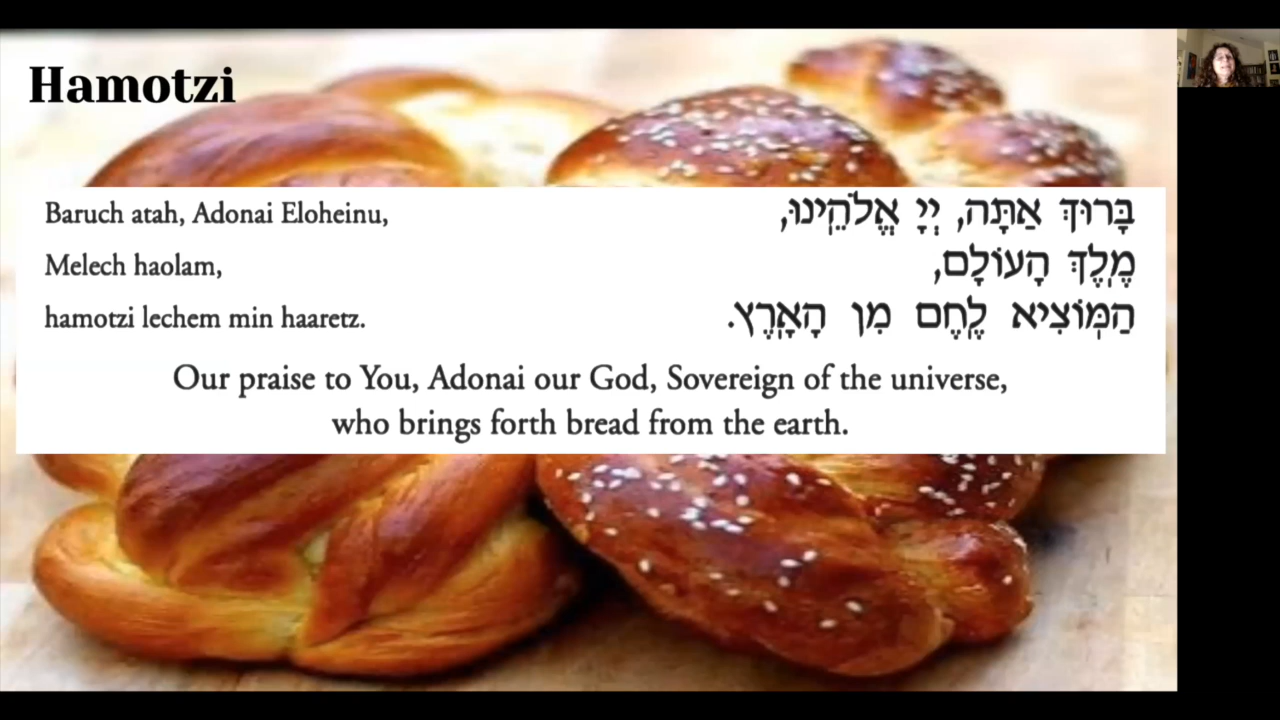 Hamotzi
Baruch atah, Adonai Eloheinu,
Melech haolam,
hamotzi lechem min haaretz.
בָּרוּךְ אַתָּה, יְיָ אֱלֹהֵֽינוּ,
מֶֽלֶךְ הָעוֹלָם,
הַמּֽוֹצִיא לֶֽחֶם מִן הָאָֽרֶץ.
Our praise to You, Adonai our God, Sovereign of the universe,
who brings forth bread from the earth.